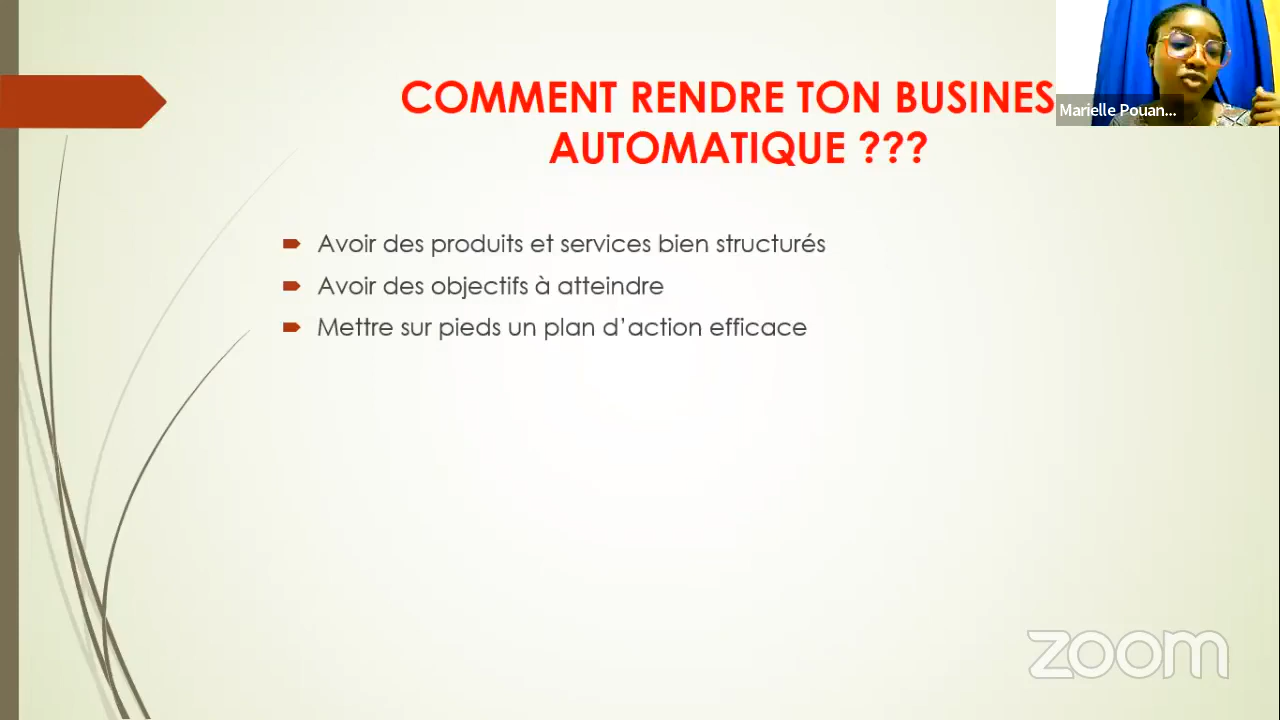 COMMENT RENDRE TON BUSINES
AUTOMATIQUE ???
Marielle Pouan...
Avoir des produits et services bien structurés
Avoir des objectifs à atteindre
Mettre sur pieds un plan d’action efficace
zoom